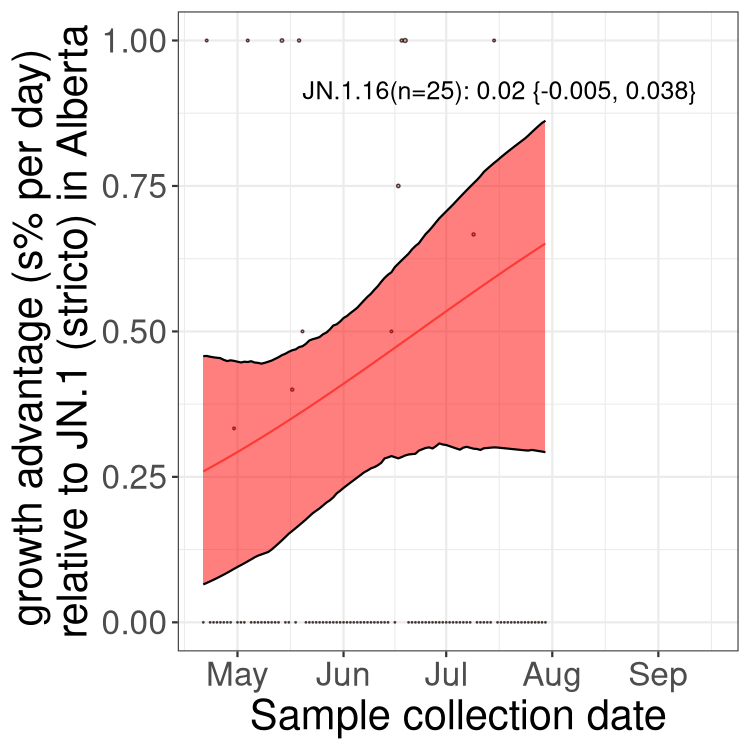 growth advantage (s% per day)
relative to JN.1 (stricto) in Alberta
1.00
0.75
0.50
0.25
0.00
JN.1.16(n=25): 0.02 {-0.005, 0.038}
May Jun Jul Aug Sep
Sample collection date